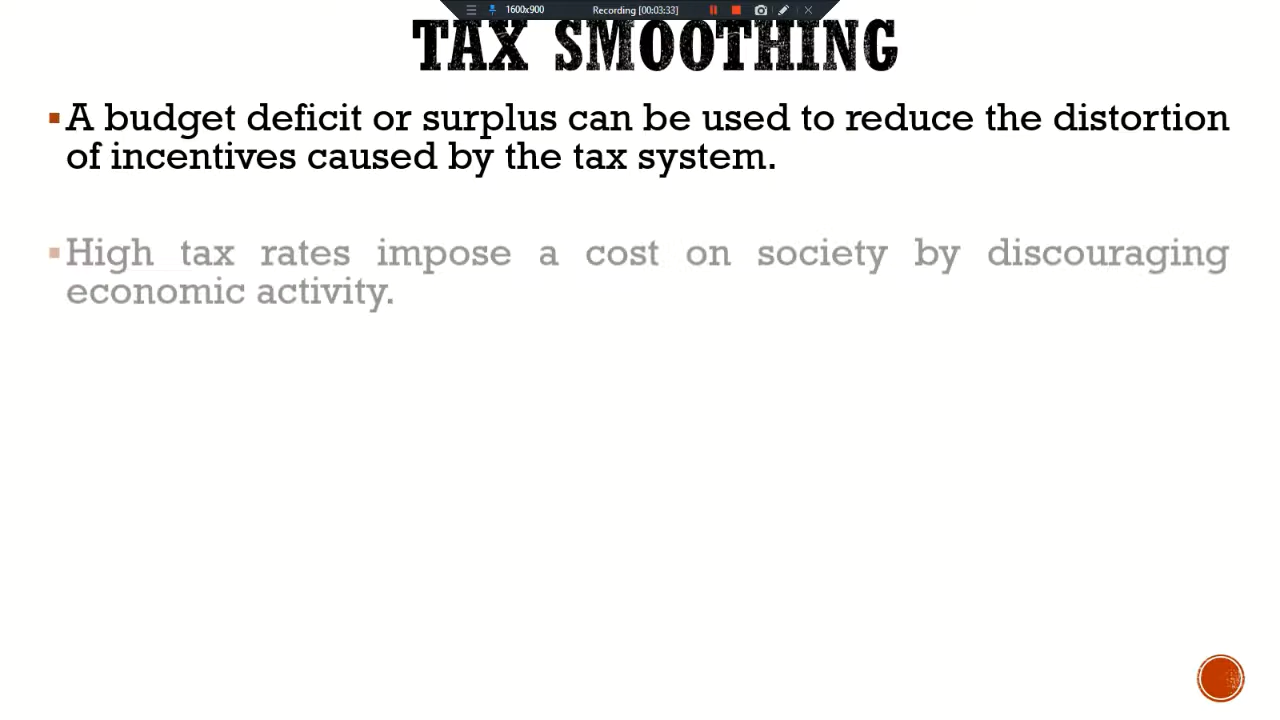 1600x900
Recording [00:03:33]
TAX SMOOTHING
▪A budget deficit or surplus can be used to reduce the distortion
of incentives caused by the tax system.
▪High tax rates impose a cost on society by discouraging
economic activity.